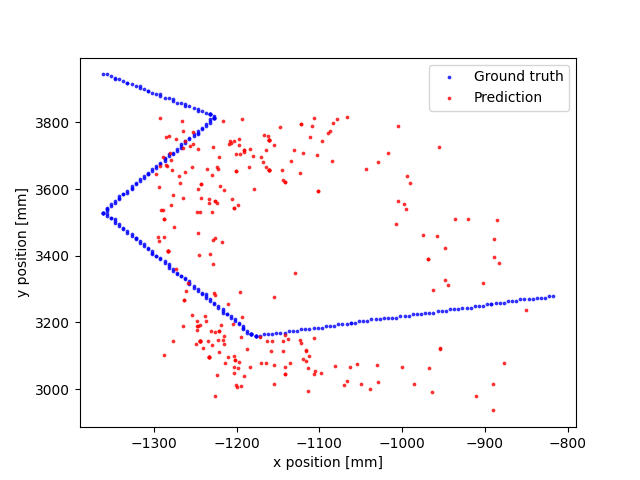 Ground truth
Prediction
3800
3600
3400
3200
3000
y position [mm]
−1300 −1200 −1100 −1000 −900 −800
x position [mm]